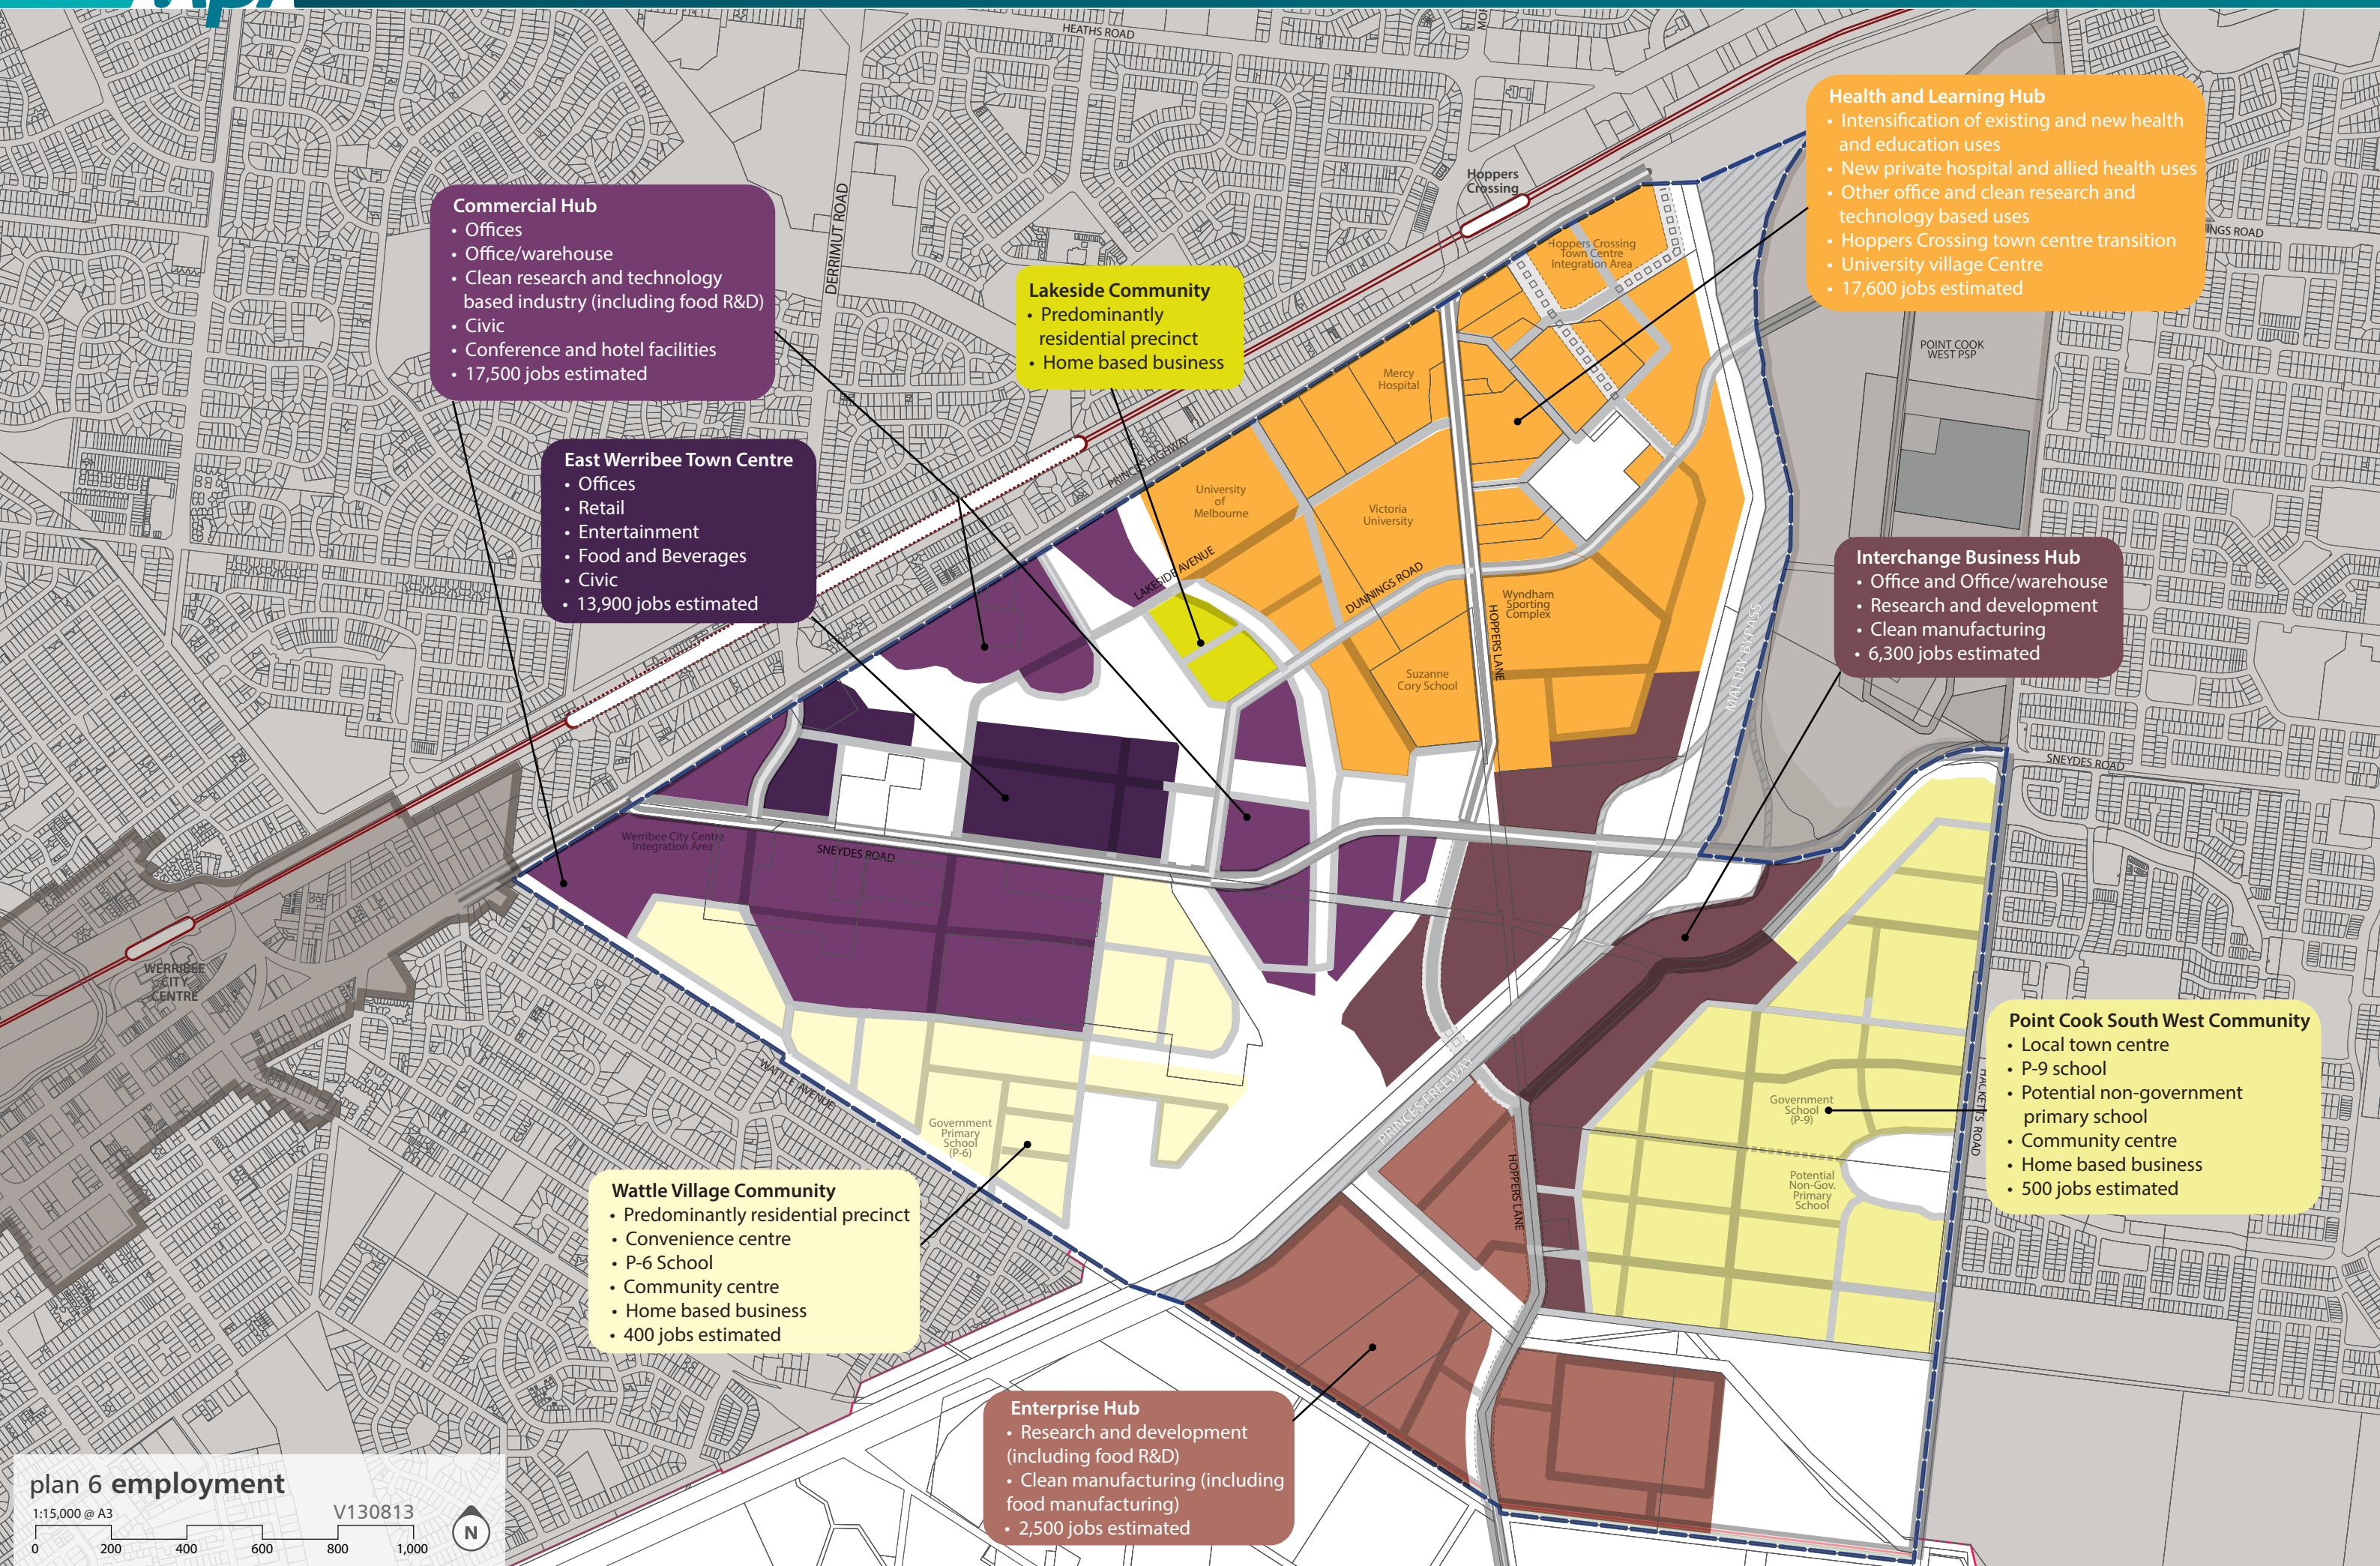 HEATHS ROAD
Hoppers
Crossing
DERRIMUT ROAD
Commercial Hub
• Offices
• Office/warehouse
• Clean research and technology
based industry (including food R&D)
• Civic
• Conference and hotel facilities
• 17,500 jobs estimated
Lakeside Community
• Predominantly
residential precinct
• Home based business
Health and Learning Hub
• Intensification of existing and new health
and education uses
• New private hospital and allied health uses
• Other office and clean research and
technology based uses
• Hoppers Crossing town centre transition
• University village Centre
• 17,600 jobs estimated
Hoppers Crossing
Town Centre
Integration Area
POINT COOK
WEST PSP
Mercy
Hospital
PRINCES HIGHWAY
East Werribee Town Centre
• Offices
• Retail
• Entertainment
• Food and Beverages
• Civic
• 13,900 jobs estimated
University
of
Melbourne
Victoria
University
LAKESIDE AVENUE
DUNNINGS ROAD
HOPPERS LANE
Wyndham
Sporting
Complex
Suzanne
Cory School
MALTBY BYPASS
Interchange Business Hub
• Office and Office/warehouse
• Research and development
• Clean manufacturing
• 6,300 jobs estimated
SNEYDES ROAD
Werribee City Centre
Integration Area
SNEYDES ROAD
WERRIBEE
CITY
CENTRE
WATTLE AVENUE
PRINCES FREEWAY
HOPPERS LANE
HACKETTS ROAD
Government
Primary
School
(P-6)
Government
School
(P-9)
Potential
Non-Gov.
Primary
School
Point Cook South West Community
• Local town centre
• P-9 school
• Potential non-government
primary school
• Community centre
• Home based business
• 500 jobs estimated
Wattle Village Community
• Predominantly residential precinct
• Convenience centre
• P-6 School
• Community centre
• Home based business
• 400 jobs estimated
Enterprise Hub
• Research and development
(including food R&D)
• Clean manufacturing (including
food manufacturing)
• 2,500 jobs estimated
plan 6 employment
1:15,000 @ A3
V130813
0 200 400 600 800 1,000
N